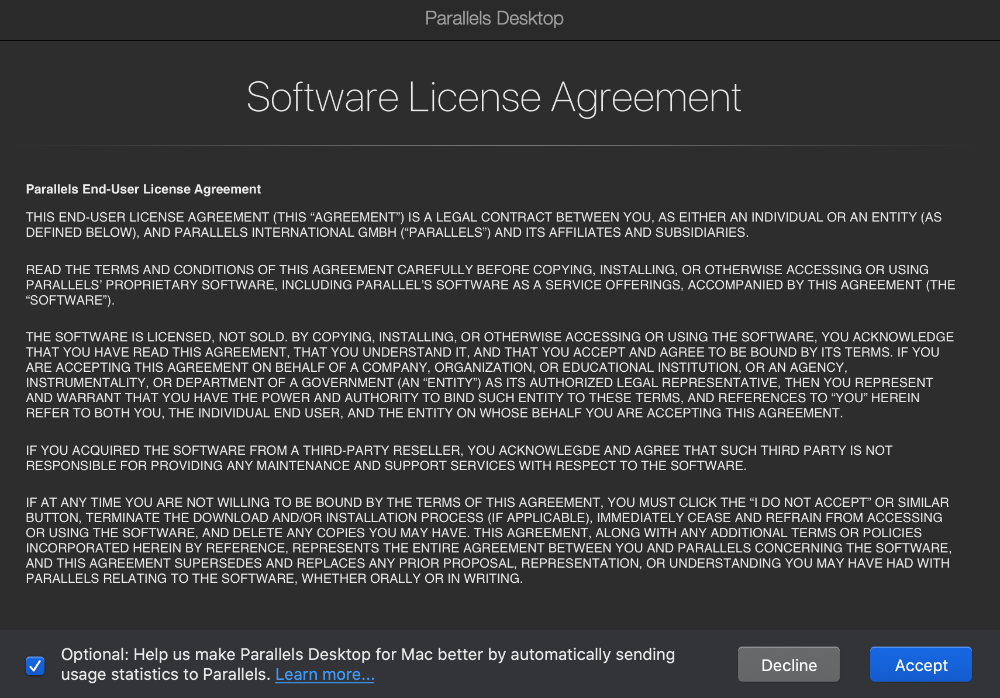 Parallels Desktop
Software License Agreement
Parallels End-User License Agreement
THIS END-USER LICENSE AGREEMENT (THIS “AGREEMENT”) IS A LEGAL CONTRACT BETWEEN YOU, AS EITHER AN INDIVIDUAL OR AN ENTITY (AS
DEFINED BELOW), AND PARALLELS INTERNATIONAL GMBH (“PARALLELS”) AND ITS AFFILIATES AND SUBSIDIARIES.
READ THE TERMS AND CONDITIONS OF THIS AGREEMENT CAREFULLY BEFORE COPYING, INSTALLING, OR OTHERWISE ACCESSING OR USING
PARALLELS’ PROPRIETARY SOFTWARE, INCLUDING PARALLEL’S SOFTWARE AS A SERVICE OFFERINGS, ACCOMPANIED BY THIS AGREEMENT (THE
“SOFTWARE”).
THE SOFTWARE IS LICENSED, NOT SOLD. BY COPYING, INSTALLING, OR OTHERWISE ACCESSING OR USING THE SOFTWARE, YOU ACKNOWLEDGE
THAT YOU HAVE READ THIS AGREEMENT, THAT YOU UNDERSTAND IT, AND THAT YOU ACCEPT AND AGREE TO BE BOUND BY ITS TERMS. IF YOU
ARE ACCEPTING THIS AGREEMENT ON BEHALF OF A COMPANY, ORGANIZATION, OR EDUCATIONAL INSTITUTION, OR AN AGENCY,
INSTRUMENTALITY, OR DEPARTMENT OF A GOVERNMENT (AN “ENTITY”) AS ITS AUTHORIZED LEGAL REPRESENTATIVE, THEN YOU REPRESENT
AND WARRANT THAT YOU HAVE THE POWER AND AUTHORITY TO BIND SUCH ENTITY TO THESE TERMS, AND REFERENCES TO “YOU” HEREIN
REFER TO BOTH YOU, THE INDIVIDUAL END USER, AND THE ENTITY ON WHOSE BEHALF YOU ARE ACCEPTING THIS AGREEMENT.
IF YOU ACQUIRED THE SOFTWARE FROM A THIRD-PARTY RESELLER, YOU ACKNOWLEGDE AND AGREE THAT SUCH THIRD PARTY IS NOT
RESPONSIBLE FOR PROVIDING ANY MAINTENANCE AND SUPPORT SERVICES WITH RESPECT TO THE SOFTWARE.
IF AT ANY TIME YOU ARE NOT WILLING TO BE BOUND BY THE TERMS OF THIS AGREEMENT, YOU MUST CLICK THE “I DO NOT ACCEPT” OR SIMILAR
BUTTON, TERMINATE THE DOWNLOAD AND/OR INSTALLATION PROCESS (IF APPLICABLE), IMMEDIATELY CEASE AND REFRAIN FROM ACCESSING
OR USING THE SOFTWARE, AND DELETE ANY COPIES YOU MAY HAVE. THIS AGREEMENT, ALONG WITH ANY ADDITIONAL TERMS OR POLICIES
INCORPORATED HEREIN BY REFERENCE, REPRESENTS THE ENTIRE AGREEMENT BETWEEN YOU AND PARALLELS CONCERNING THE SOFTWARE,
AND THIS AGREEMENT SUPERSEDES AND REPLACES ANY PRIOR PROPOSAL, REPRESENTATION, OR UNDERSTANDING YOU MAY HAVE HAD WITH
PARALLELS RELATING TO THE SOFTWARE, WHETHER ORALLY OR IN WRITING.
Optional: Help us make Parallels Desktop for Mac better by automatically sending
usage statistics to Parallels. Learn more...
Decline
Accept